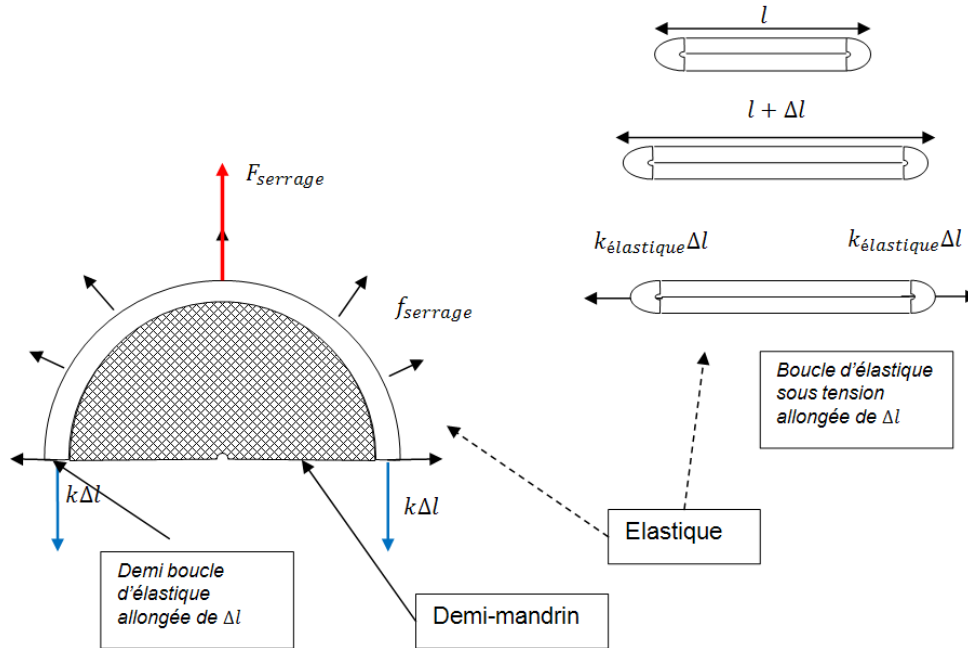 l
l + Δl
F_serrage
k_élastique Δl
k_élastique Δl
f_serrage
Boucle d'élastique
sous tension
allongée de Δl
kΔl
kΔl
Elastique
Demi boucle
d'élastique
allongée de Δl
Demi-mandrin